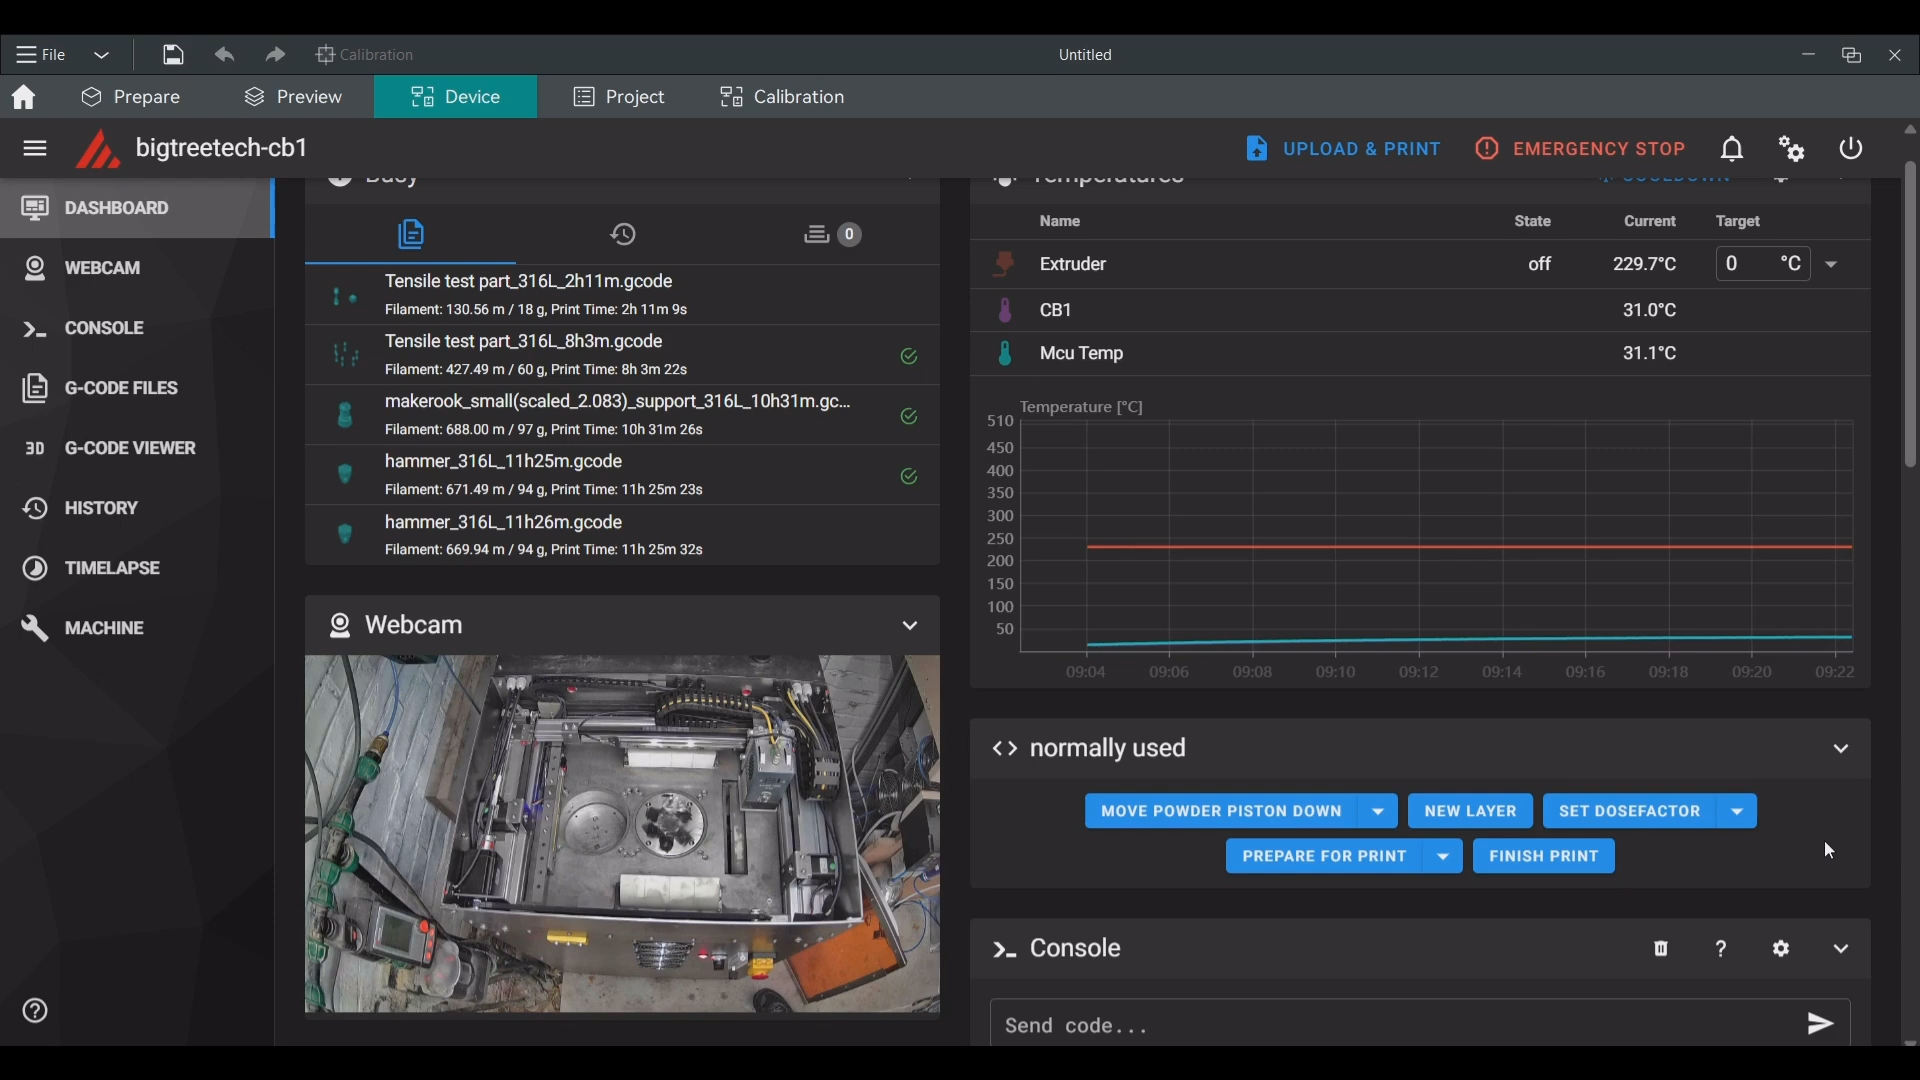 File
Calibration
Untitled
Prepare
Preview
Device
Project
Calibration
bigtreetech-cb1
UPLOAD & PRINT
EMERGENCY STOP
DASHBOARD
WEBCAM
CONSOLE
G-CODE FILES
3D G-CODE VIEWER
HISTORY
TIMELAPSE
MACHINE
Busy
0
Tensile test part_316L_2h11m.gcode
Filament: 130.56 m / 18 g, Print Time: 2h 11m 9s
Tensile test part_316L_8h3m.gcode
Filament: 427.49 m / 60 g, Print Time: 8h 3m 22s
makerook_small(scaled_2.083)_support_316L_10h31m.gc...
Filament: 688.00 m / 97 g, Print Time: 10h 31m 26s
hammer_316L_11h25m.gcode
Filament: 671.49 m / 94 g, Print Time: 11h 25m 23s
hammer_316L_11h26m.gcode
Filament: 669.94 m / 94 g, Print Time: 11h 25m 32s
Webcam
Temperatures
COOLDOWN
Name State Current Target
Extruder off 229.7°C 0 °C
CB1 31.0°C
Mcu Temp 31.1°C
Temperature [°C]
510
450
400
350
300
250
200
150
100
50
09:04 09:06 09:08 09:10 09:12 09:14 09:16 09:18 09:20 09:22
normally used
MOVE POWDER PISTON DOWN
NEW LAYER
SET DOSEFACTOR
PREPARE FOR PRINT
FINISH PRINT
Console
Send code...